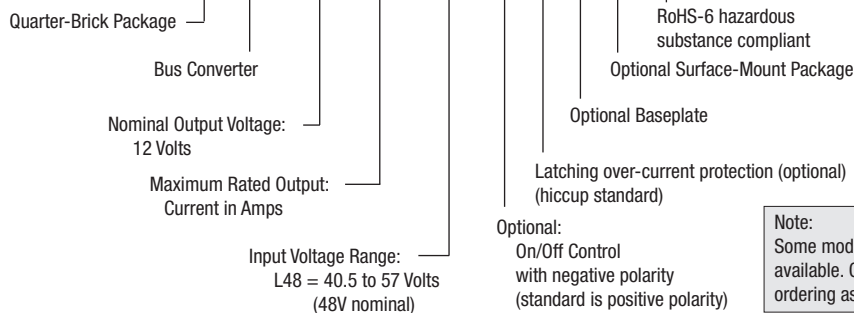 Quarter-Brick Package
RoHS-6 hazardous
substance compliant
Bus Converter
Optional Surface-Mount Package
Optional Baseplate
Nominal Output Voltage:
12 Volts
Latching over-current protection (optional)
(hiccup standard)
Maximum Rated Output:
Current in Amps
Optional:
On/Off Control
with negative polarity
(standard is positive polarity)
Input Voltage Range:
L48 = 40.5 to 57 Volts
(48V nominal)
Note:
Some mod
available.
ordering as